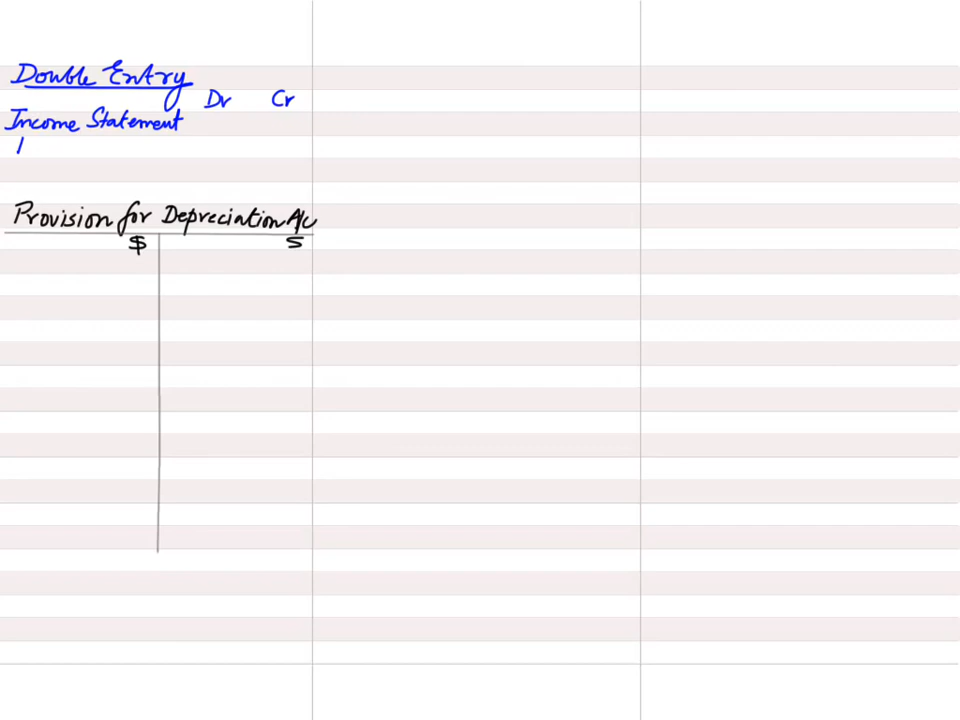 Double Entry
Dr Cr
Income Statement
Provision for Depreciation A/c
$ $